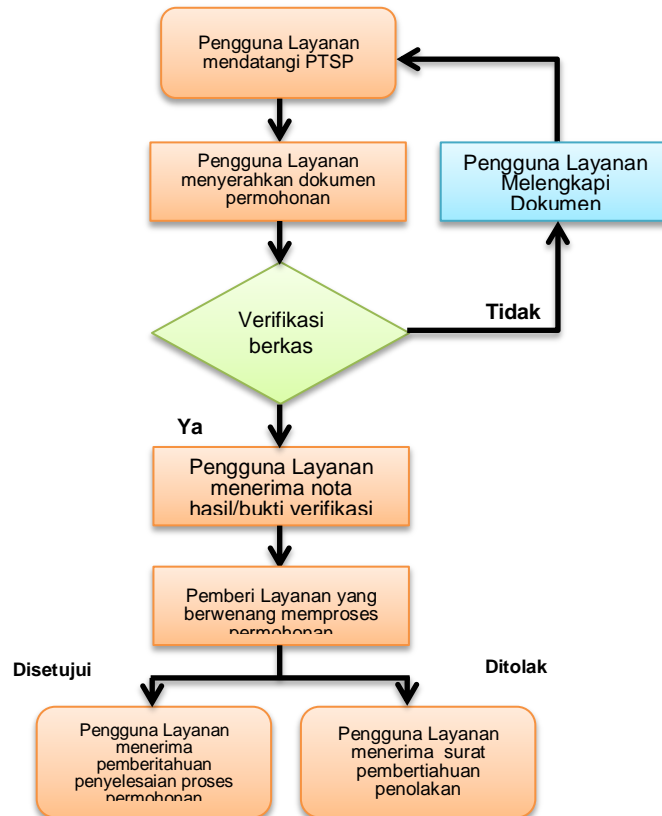 Pengguna Layanan
mendatangi PTSP
Pengguna Layanan
menyerahkan dokumen
permohonan
Pengguna Layanan
Melengkapi
Dokumen
Verifikasi
berkas
Tidak
Ya
Pengguna Layanan
menerima nota
hasil/bukti verifikasi
Pemberi Layanan yang
berwenang memproses
permohonan
Disetujui
Ditolak
Pengguna Layanan
menerima
pemberitahuan
penyelesaian proses
permohonan
Pengguna Layanan
menerima surat
pembertiahuan
penolakan